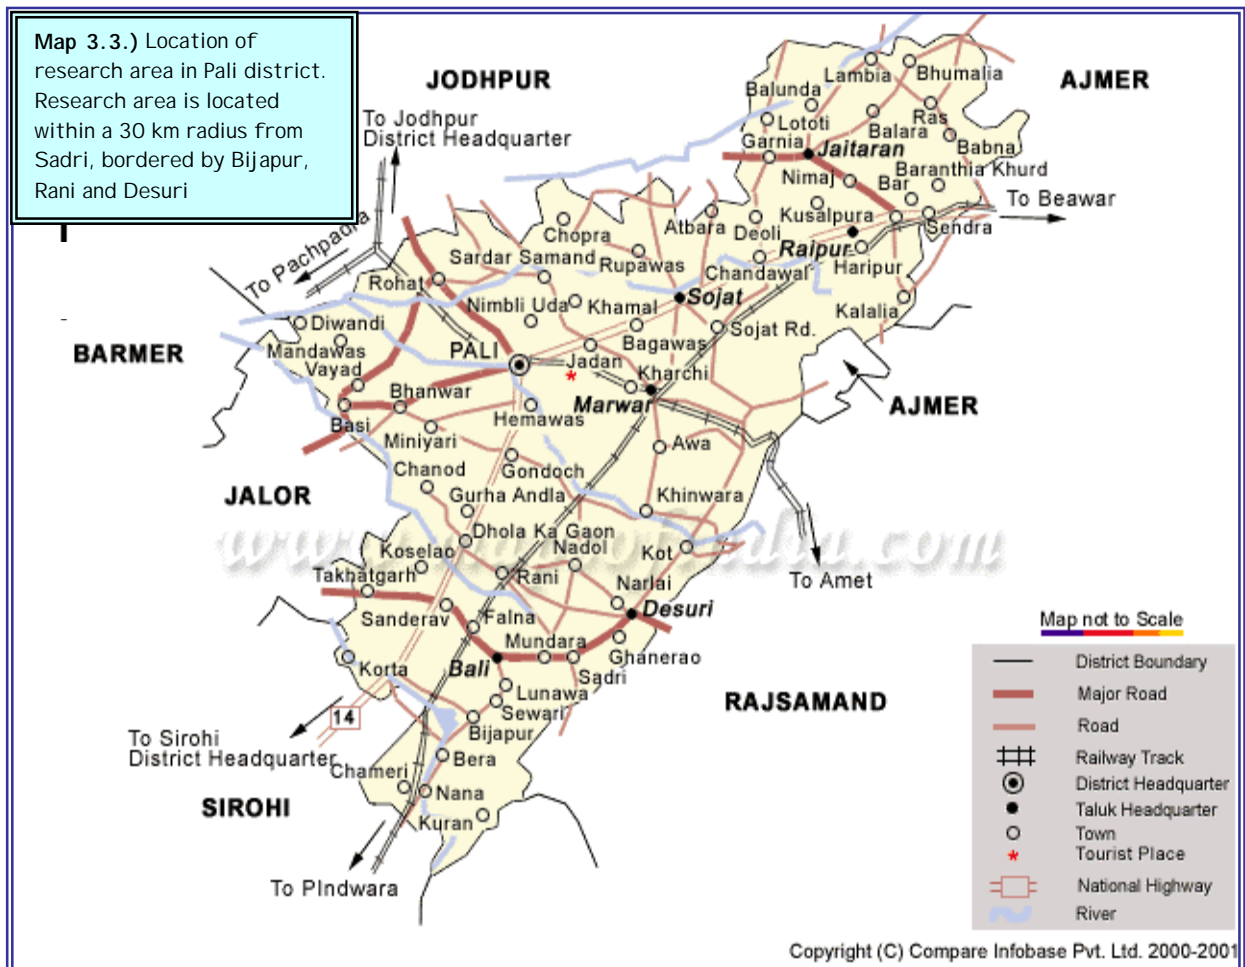 Map 3.3.) Location of
research area in Pali district.
Research area is located
within a 30 km radius from
Sadri, bordered by Bijapur,
Rani and Desuri
JODHPUR
AJMER
To Jodhpur
District Headquarter
To Pachpadja
Lambia
Bhumalia
Balunda
Ras
Lototi
Balara
Garnia
Jaitaran
Babna
Baranthia Khurd
Nimaj
Bar
To Beawar
Kusalpura
Atbara
Deoli
Sendra
Chopra
Raipur
Sardar Samand
Rupawas
Chandawal
Haripur
Rohat
Nimbli Uda
Khamal
Sojat
Kalalia
Diwandi
Sojat Rd.
BARMER
Mandawas
PALI
Bagawas
Vayad
Jadan
Kharchi
Bhanwar
Marwar
AJMER
Basi
Hemawas
Miniyari
Awa
Chanod
Gondoch
JALOR
Gurha Andla
Khinwara
www.mapsofindia.com
Dhola Ka Gaon
Koselao
Nadol
Kot
Takhatgarh
Rani
Narlai
To Amet
Sanderav
Falna
Desuri
Map not to Scale
Mundara
Ghanerao
Korta
Bali
Sadri
Lunawa
RAJSAMAND
Sewari
14
Bijapur
To Sirohi
District Headquarter
Bera
Chameri
Nana
SIROHI
Kuran
To PIndwara
District Boundary
Major Road
Road
Railway Track
District Headquarter
Taluk Headquarter
Town
Tourist Place
National Highway
River
Copyright (C) Compare Infobase Pvt. Ltd. 2000-2001